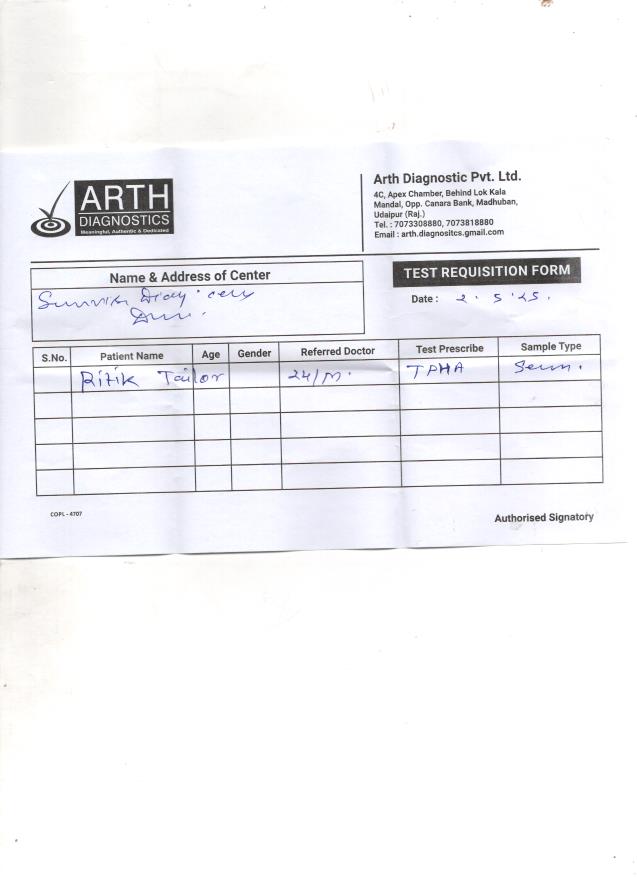 ARTH
DIAGNOSTICS
Meaningful, Authentic & Dedicated
Arth Diagnostic Pvt. Ltd.
4C, Apex Chamber, Behind Lok Kala
Mandal, Opp. Canara Bank, Madhuban,
Udaipur (Raj.)
Tel. : 7073308880, 7073818880
Email : arth.diagnositcs.gmail.com
Name & Address of Center
TEST REQUISITION FORM
Date : 2 . 5 '25.
S.No. Patient Name Age Gender Referred Doctor Test Prescribe Sample Type
Ritik Tailor 24/M. TPHA
COPL - 4707
Authorised Signatory